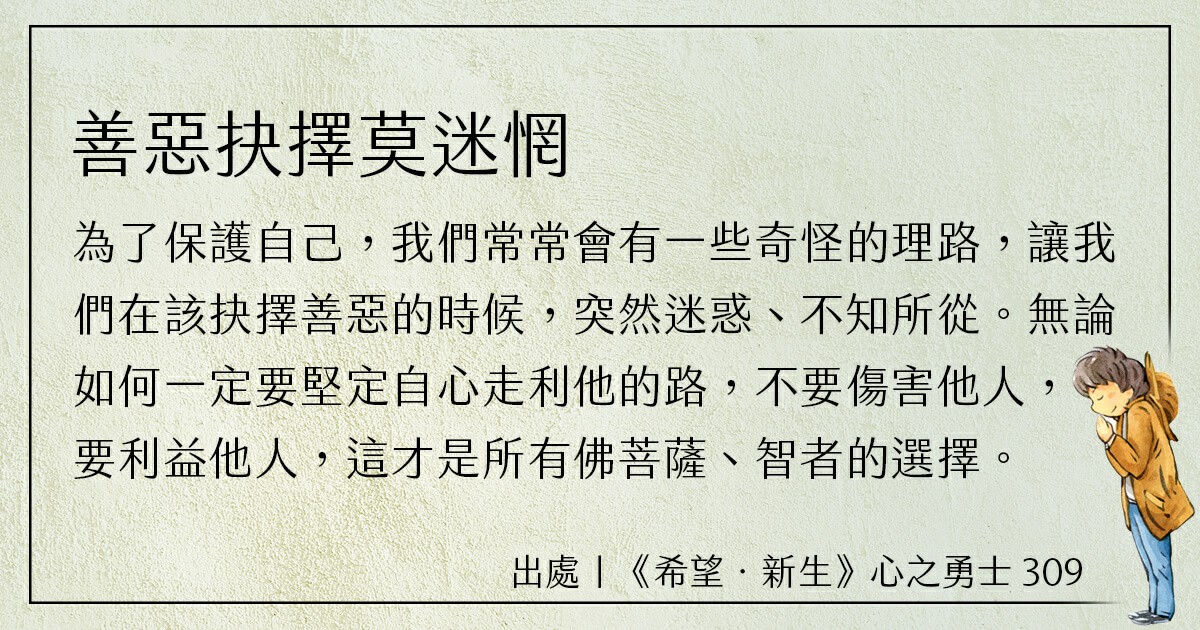 善惡抉擇莫迷惘
為了保護自己，我們常常會有一些奇怪的理路，讓我
們在該抉擇善惡的時候，突然迷惑、不知所從。無論
如何一定要堅定自心走利他的路，不要傷害他人，
要利益他人，這才是所有佛菩薩、智者的選擇。
出處｜《希望．新生》心之勇士 309